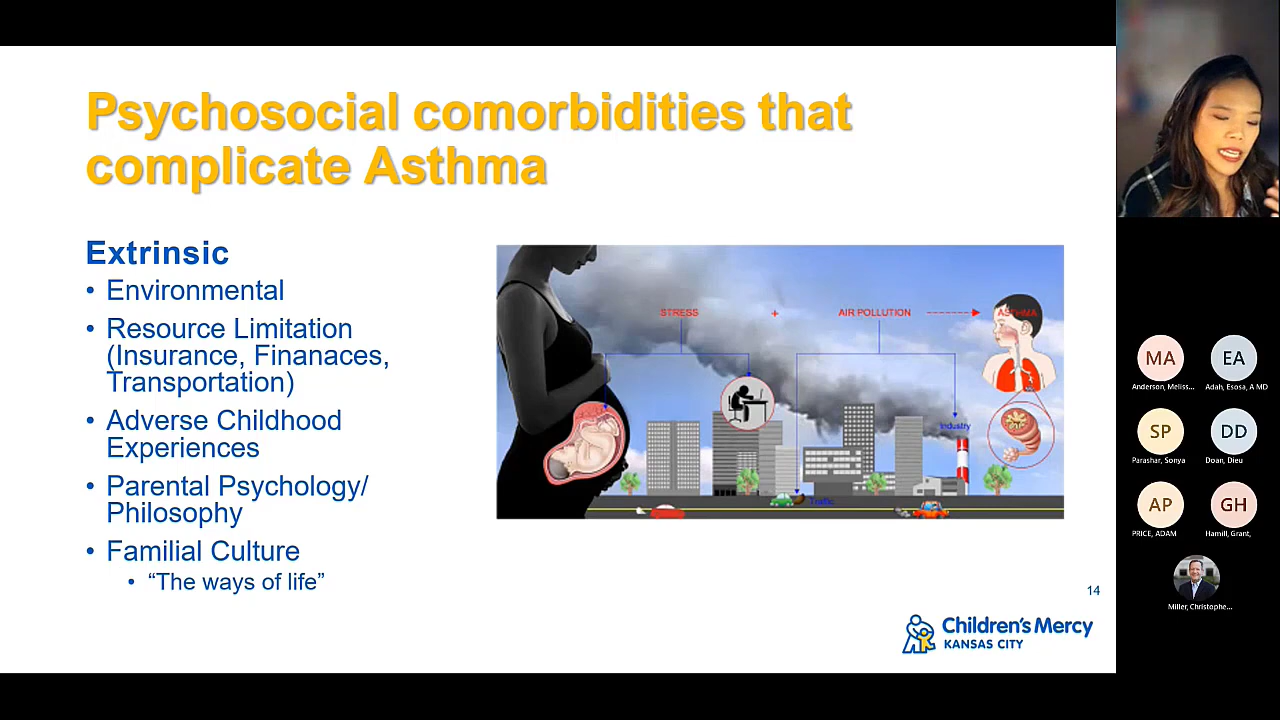 Psychosocial comorbidities that
complicate Asthma
Extrinsic
• Environmental
• Resource Limitation
(Insurance, Finanaces,
Transportation)
• Adverse Childhood
Experiences
• Parental Psychology/
Philosophy
• Familial Culture
• “The ways of life”
STRESS + AIR POLLUTION ASTHMA
Industry
Traffic
14
Children's Mercy
KANSAS CITY
MA EA
Anderson, Meliss... Adah, Esosa, A MD
SP DD
Parashar, Sonya Doan, Dieu
AP GH
PRICE, ADAM Hamill, Grant,
Miller, Christophe...